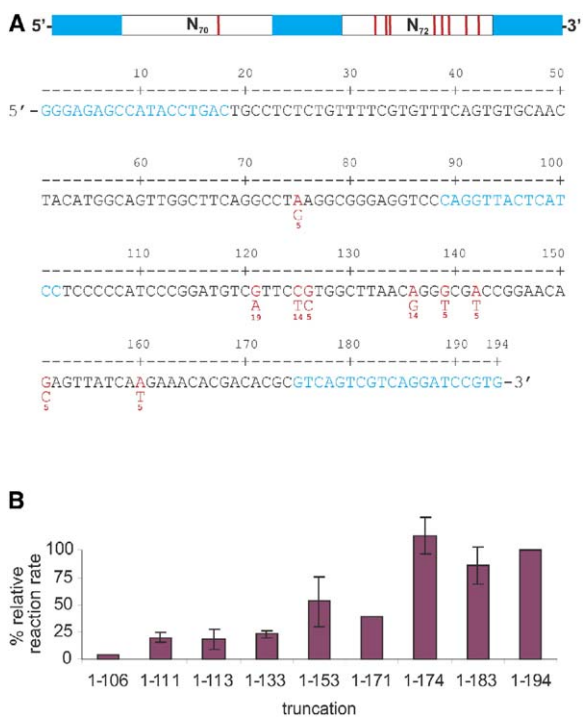 A 5'- N70 N72 -3'
10 20 30 40 50
---------+---------+---------+---------+---------+
5′-GGGAGAGCCATACCTGACTGCCTCTCTGTTTTCGTGTTTCAGTGTGCAAC
60 70 80 90 100
---------+---------+---------+---------+---------+
TACATGGCAGTTGGCTTCAGGCCTAAGGCGGGAGGTCCCAGGTTACTCAT
G
5
110 120 130 140 150
---------+---------+---------+---------+---------+
CCTCCCCCATCCCGGATGTCGTTCCGTGGCTTAACAGGGCGACCGGAACA
A TC G T T
19 14 5 14 5 5
160 170 180 190 194
---------+---------+---------+---------+----
GAGTTATCAAGAAACACGACACGCGTCAGTCGTCAGGATCCGTG-3′
C T
5 5
B
% relative
reaction rate
100
75
50
25
0
1-106 1-111 1-113 1-133 1-153 1-171 1-174 1-183 1-194
truncation